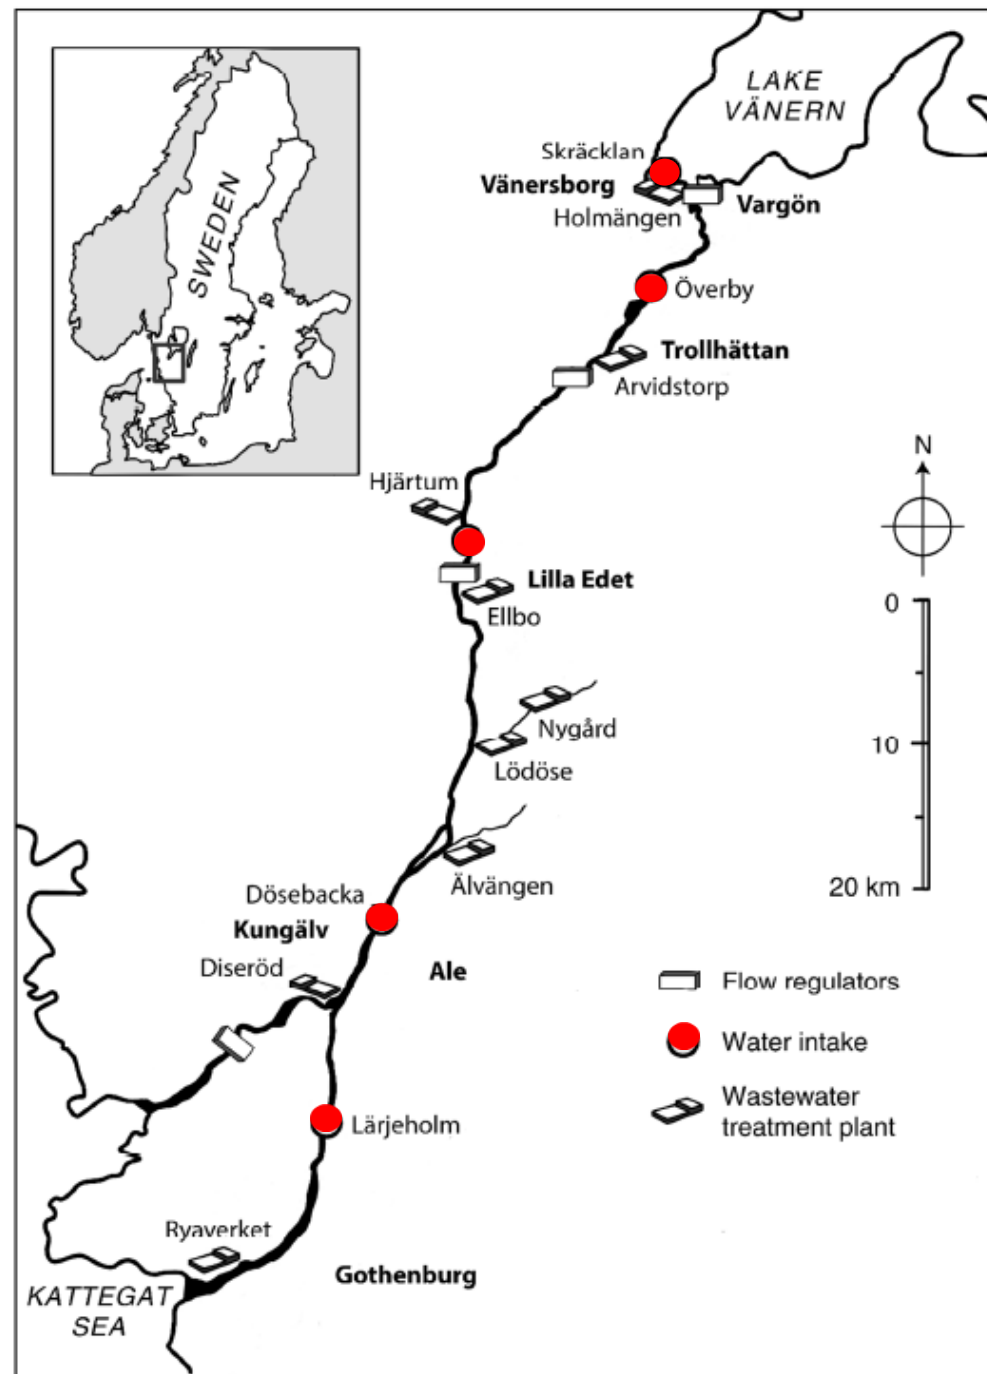 LAKE
VÄNERN
SWEDEN
Skräcklan
Vänersborg
Holmängen
Vargön
Överby
Trollhättan
Arvidstorp
Hjärtum
Lilla Edet
Ellbo
Nygård
Lödöse
Älvängen
Dösebacka
Kungälv
Diseröd
Ale
Lärjeholm
Ryaverket
Gothenburg
KATTEGAT
SEA
N
0
10
20 km
Flow regulators
Water intake
Wastewater
treatment plant